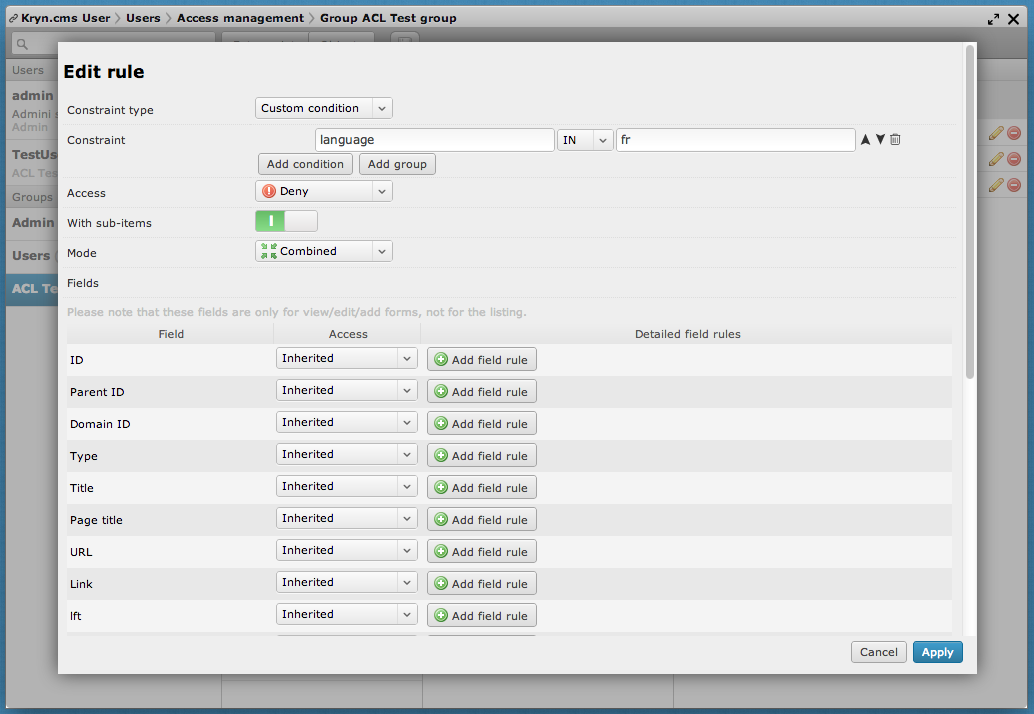 Kryn.cms User > Users > Access management > Group ACL Test group
Users
admin
Admini
Admin
TestUse
ACL Tes
Groups
Admin
Users
ACL Te
Edit rule
Constraint type Custom condition
Constraint language IN fr
Add condition Add group
Access Deny
With sub-items
Mode Combined
Fields
Please note that these fields are only for view/edit/add forms, not for the listing.
Field Access Detailed field rules
ID Inherited Add field rule
Parent ID Inherited Add field rule
Domain ID Inherited Add field rule
Type Inherited Add field rule
Title Inherited Add field rule
Page title Inherited Add field rule
URL Inherited Add field rule
Link Inherited Add field rule
lft Inherited Add field rule
Cancel Apply